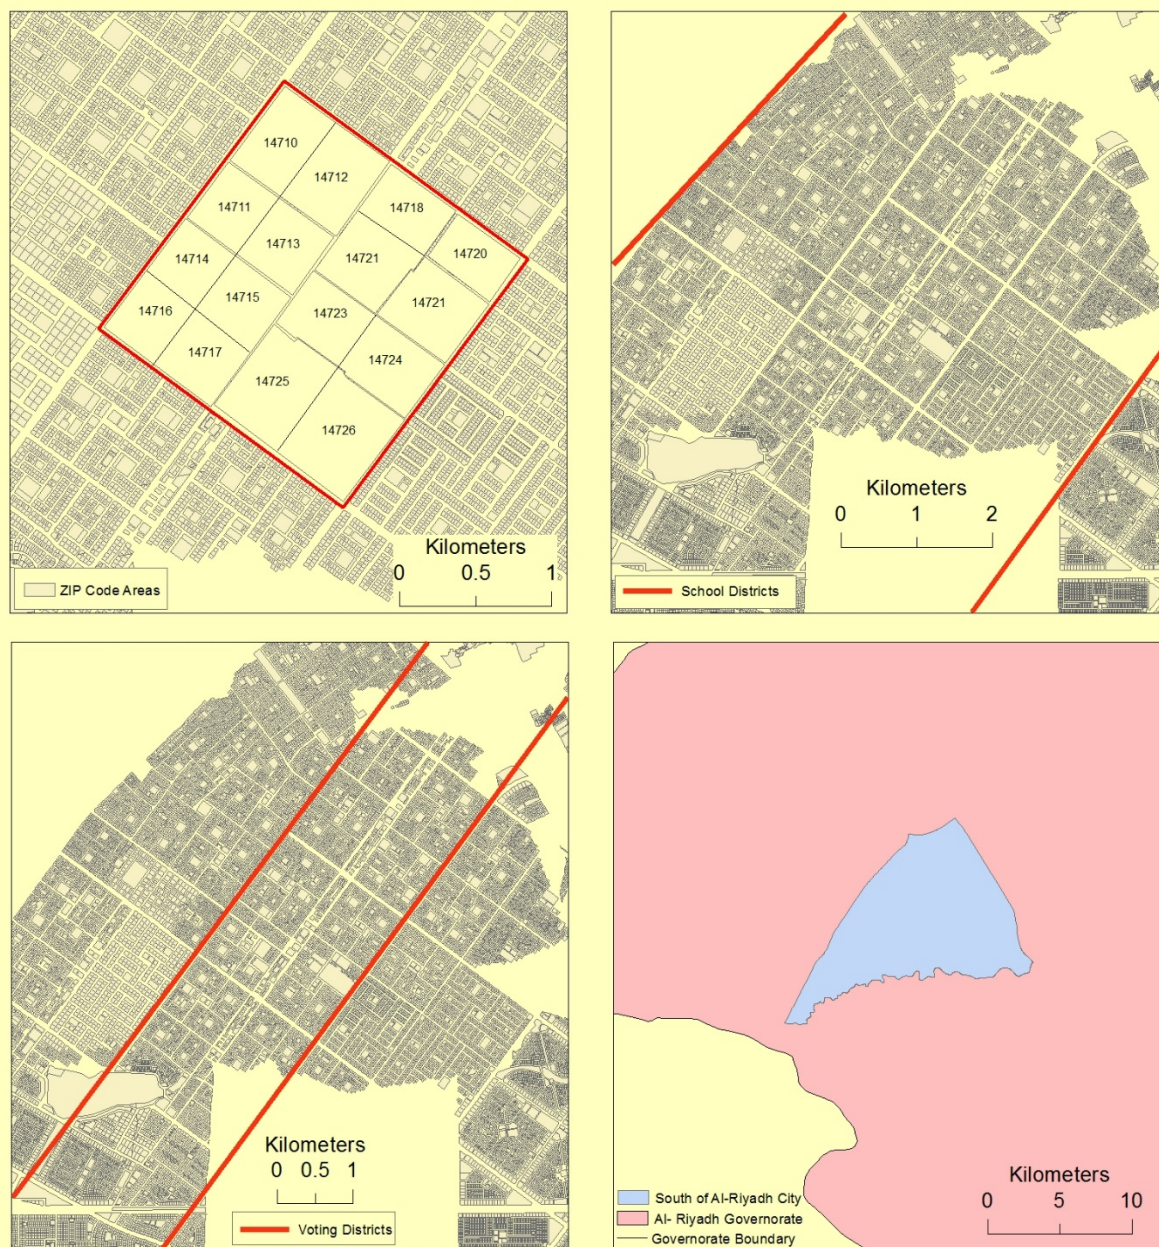 14710
14712
14711
14718
14713
14720
14714
14721
14715
14721
14716
14723
14717
14724
14725
14726
Kilometers
0 0.5 1
ZIP Code Areas
Kilometers
0 1 2
School Districts
Kilometers
0 0.5 1
Voting Districts
Kilometers
0 5 10
South of Al-Riyadh City
Al- Riyadh Governorate
Governorate Boundary